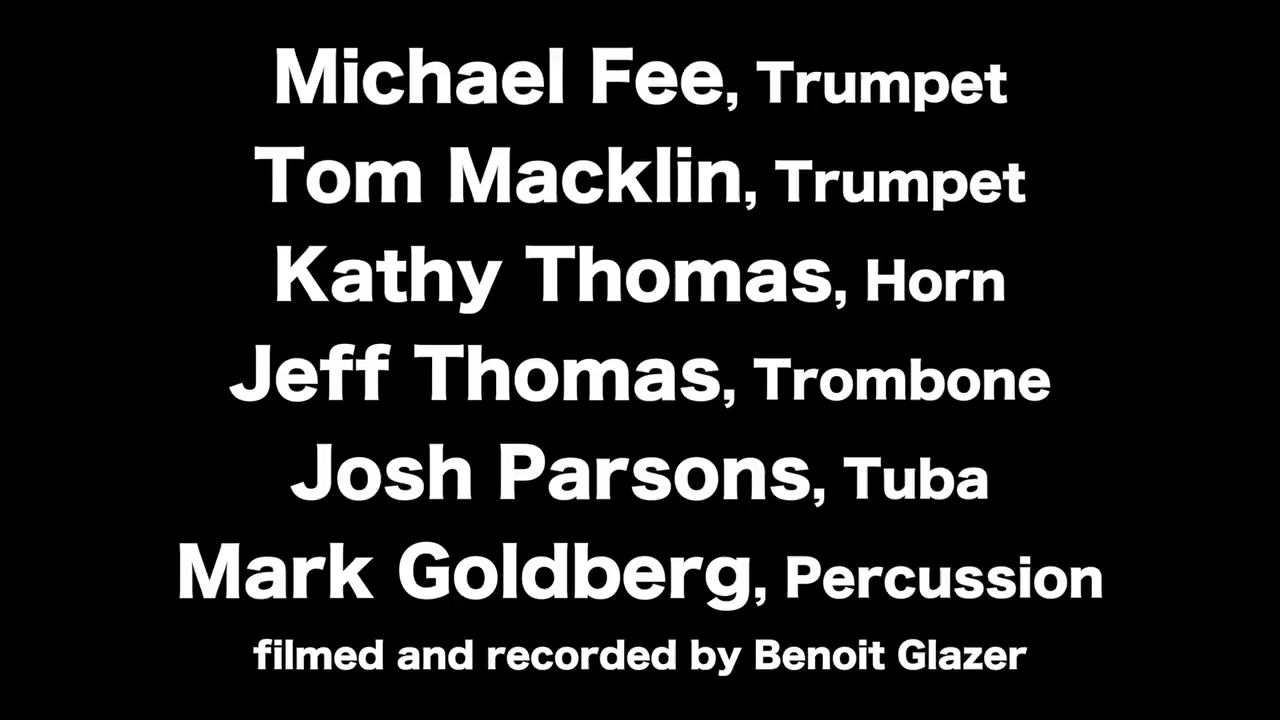 Michael Fee, Trumpet
Tom Macklin, Trumpet
Kathy Thomas, Horn
Jeff Thomas, Trombone
Josh Parsons, Tuba
Mark Goldberg, Percussion
filmed and recorded by Benoit Glazer